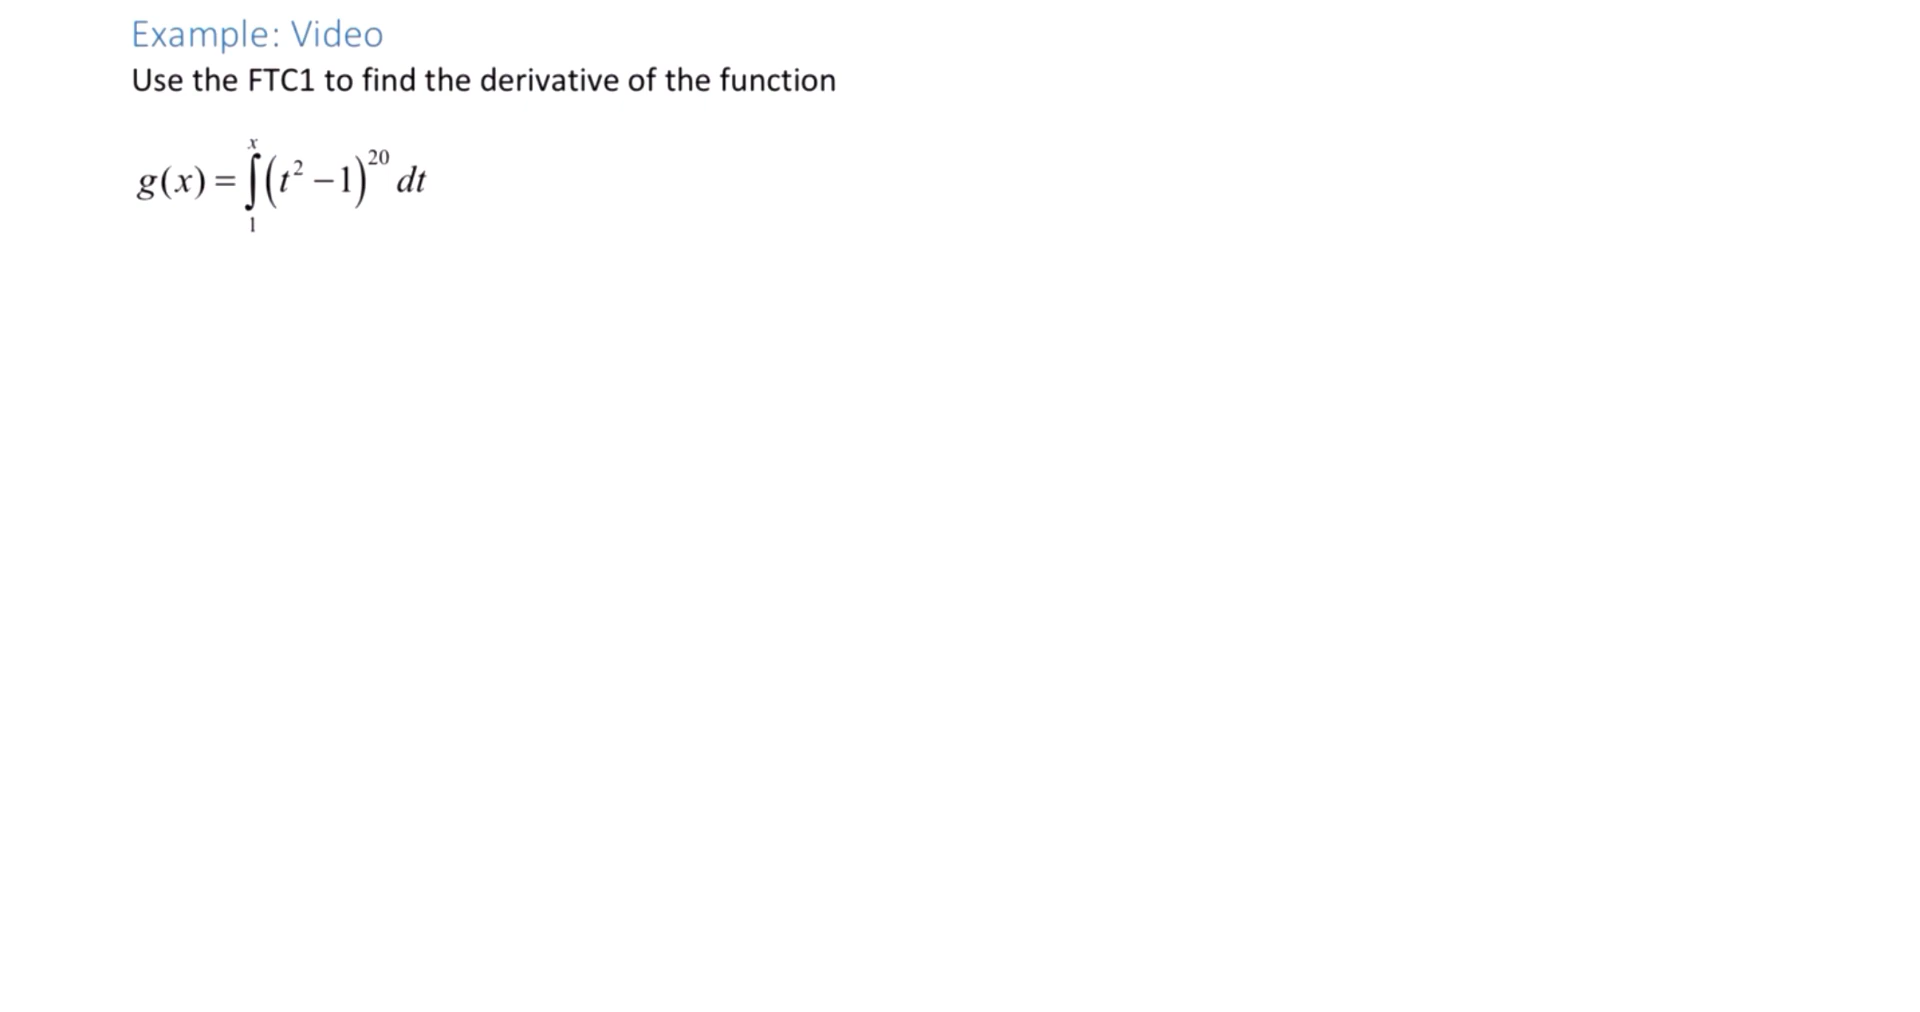 Example: Video
Use the FTC1 to find the derivative of the function
g(x) = ∫₁ˣ (t² − 1)²⁰ dt